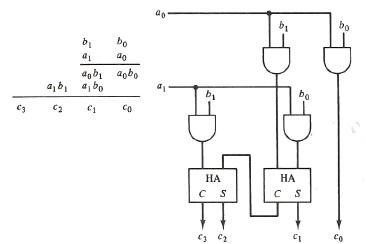 a₀
b₁ b₀
b₁ b₀
a₁ a₀
a₀b₁ a₀b₀
a₁b₁ a₁b₀
c₃ c₂ c₁ c₀
a₁
b₁ b₀
HA HA
C S C S
c₃ c₂ c₁ c₀